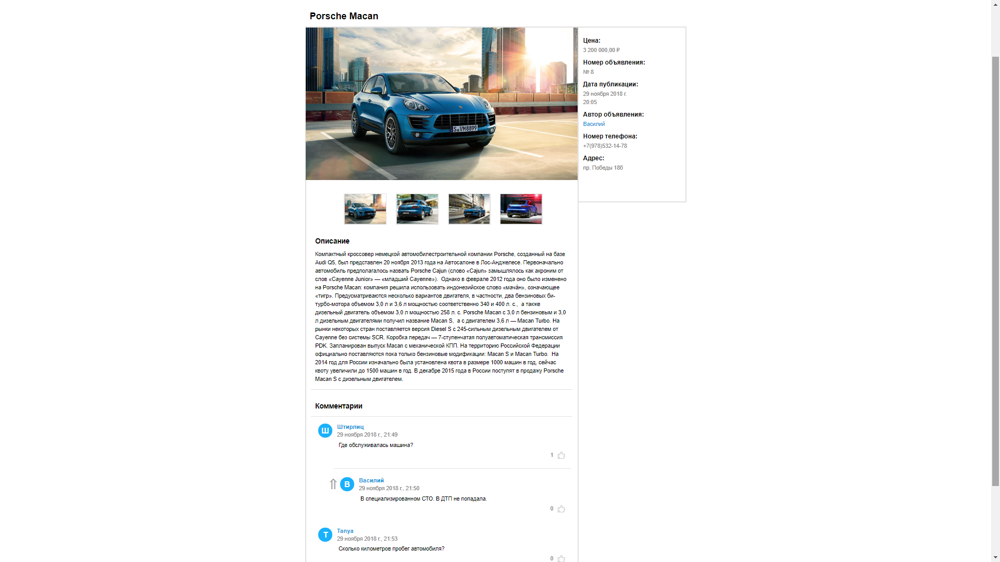 Porsche Macan
S VM8899
Цена:
3 200 000,00 ₽
Номер объявления:
№ 8
Дата публикации:
29 ноября 2018 г.
20:05
Автор объявления:
Василий
Номер телефона:
+7(978)532-14-78
Адрес:
пр. Победы 18б
Описание
Компактный кроссовер немецкой автомобилестроительной компании Porsche, созданный на базе
Audi Q5, был представлен 20 ноября 2013 года на Автосалоне в Лос-Анджелесе. Первоначально
автомобиль предполагалось назвать Porsche Cajun (слово «Cajun» замышлялось как акроним от
слов «Cayenne Junior» — «младший Cayenne»).  Однако в феврале 2012 года оно было изменено
на Porsche Macan: компания решила использовать индонезийское слово «мача́н», означающее
«тигр». Предусматриваются несколько вариантов двигателя, в частности, два бензиновых би-
турбо-мотора объемом 3,0 л и 3,6 л мощностью соответственно 340 и 400 л. с.,  а также
дизельный двигатель объемом 3,0 л мощностью 258 л. с. Porsche Macan с 3,0 л бензиновым и 3,0
л дизельным двигателями получил название Macan S,  а с двигателем 3,6 л — Macan Turbo. На
рынки некоторых стран поставляется версия Diesel S с 245-сильным дизельным двигателем от
Cayenne без системы SCR. Коробка передач — 7-ступенчатая полуавтоматическая трансмиссия
PDK. Запланирован выпуск Macan с механической КПП. На территорию Российской Федерации
официально поставляются пока только бензиновые модификации: Macan S и Macan Turbo.  На
2014 год для России изначально была установлена квота в размере 1000 машин в год, сейчас
квоту увеличили до 1500 машин в год. В декабре 2015 года в России поступят в продажу Porsche
Macan S с дизельным двигателем.
Комментарии
Ш Штирлиц
29 ноября 2018 г., 21:49
Где обслуживалась машина?
1
⇑ В Василий
29 ноября 2018 г., 21:50
В специализированном СТО. В ДТП не попадала.
0
T Tanya
29 ноября 2018 г., 21:53
Сколько километров пробег автомобиля?
0